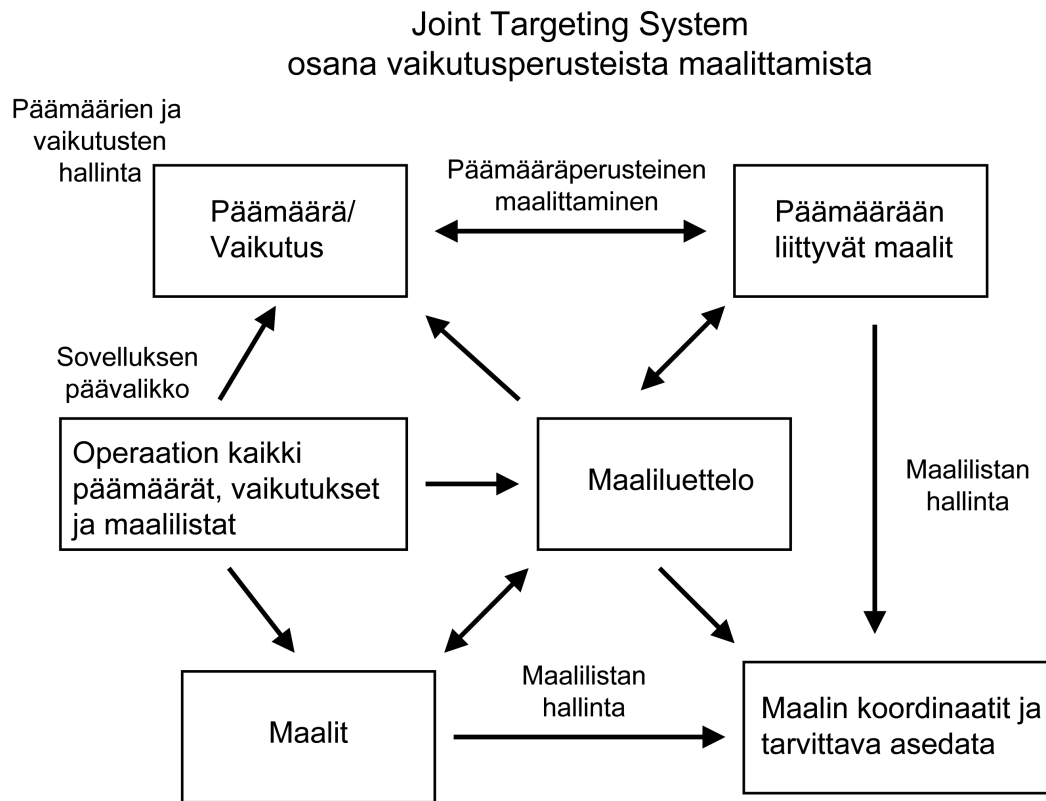 Joint Targeting System
osana vaikutusperusteista maalittamista
Päämäärien ja
vaikutusten
hallinta
Päämäärä/
Vaikutus
Päämääräperusteinen
maalittaminen
Päämäärään
liittyvät maalit
Sovelluksen
päävalikko
Operaation kaikki
päämäärät, vaikutukset
ja maalilistat
Maaliluettelo
Maalilistan
hallinta
Maalit
Maalilistan
hallinta
Maalin koordinaatit ja
tarvittava asedata